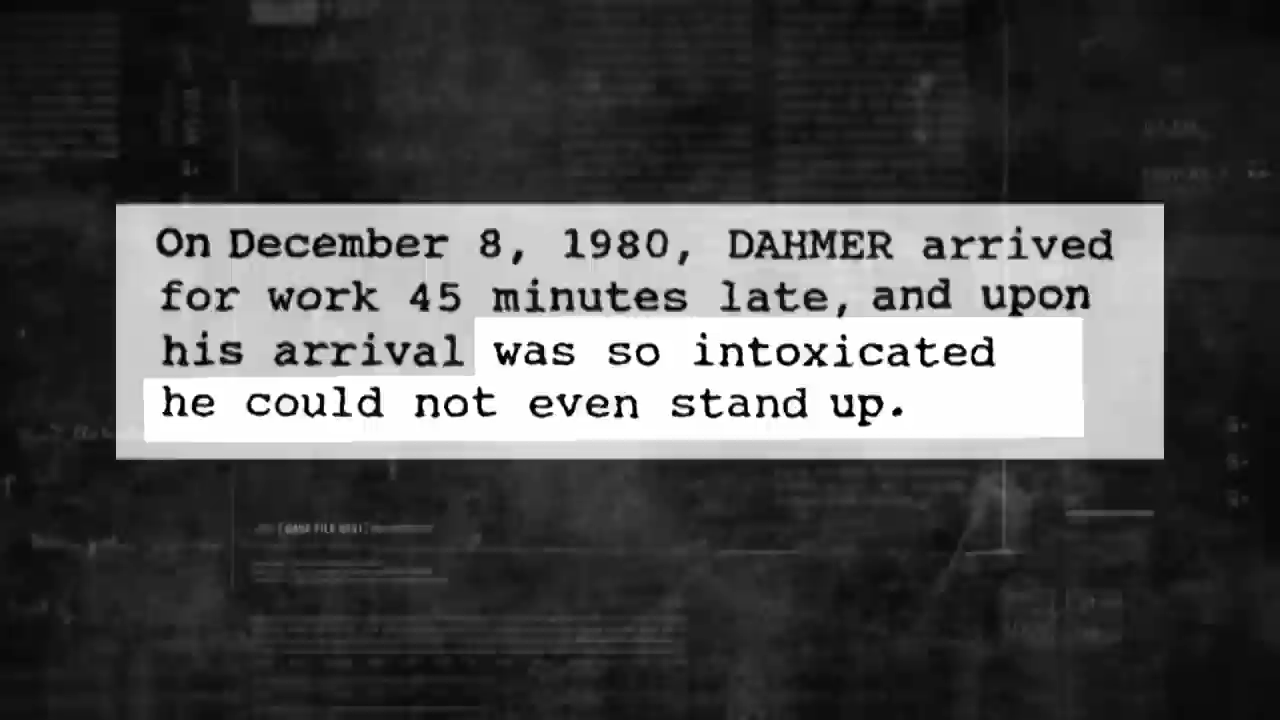 On December 8, 1980, DAHMER arrived
for work 45 minutes late, and upon
his arrival was so intoxicated
he could not even stand up.